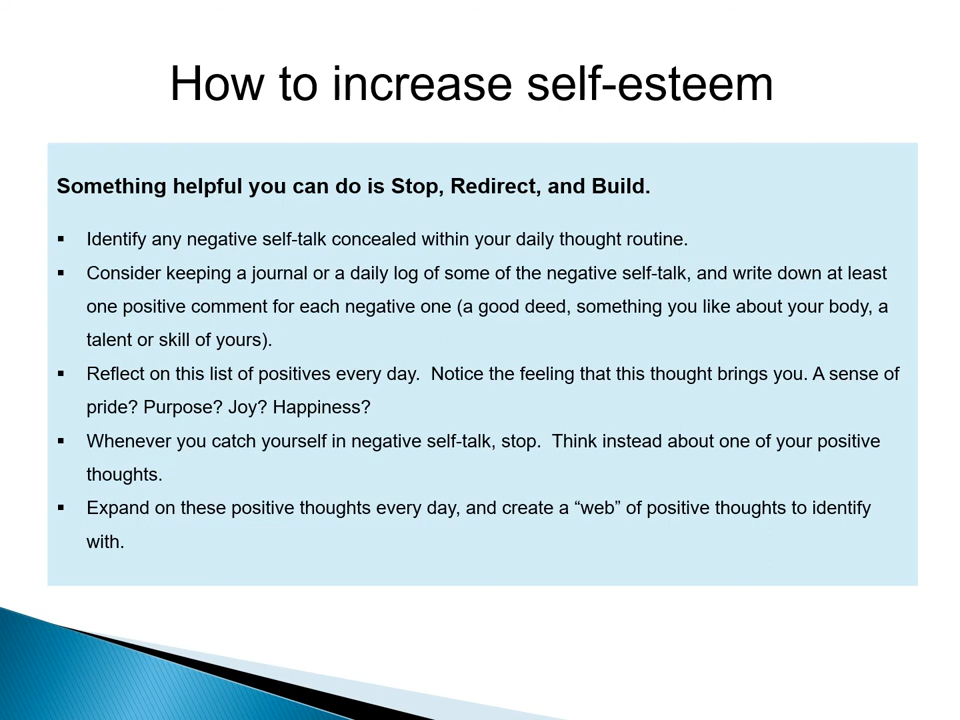 How to increase self-esteem
Something helpful you can do is Stop, Redirect, and Build.
▪ Identify any negative self-talk concealed within your daily thought routine.
▪ Consider keeping a journal or a daily log of some of the negative self-talk, and write down at least
one positive comment for each negative one (a good deed, something you like about your body, a
talent or skill of yours).
▪ Reflect on this list of positives every day.  Notice the feeling that this thought brings you. A sense of
pride? Purpose? Joy? Happiness?
▪ Whenever you catch yourself in negative self-talk, stop.  Think instead about one of your positive
thoughts.
▪ Expand on these positive thoughts every day, and create a “web” of positive thoughts to identify
with.